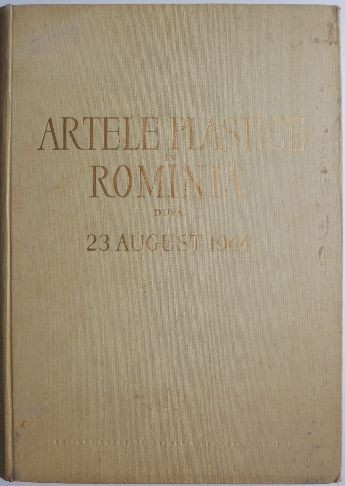 ARTELE PLASTICE
ÎN
ROMÎNIA
DUPĂ
23 AUGUST 1944